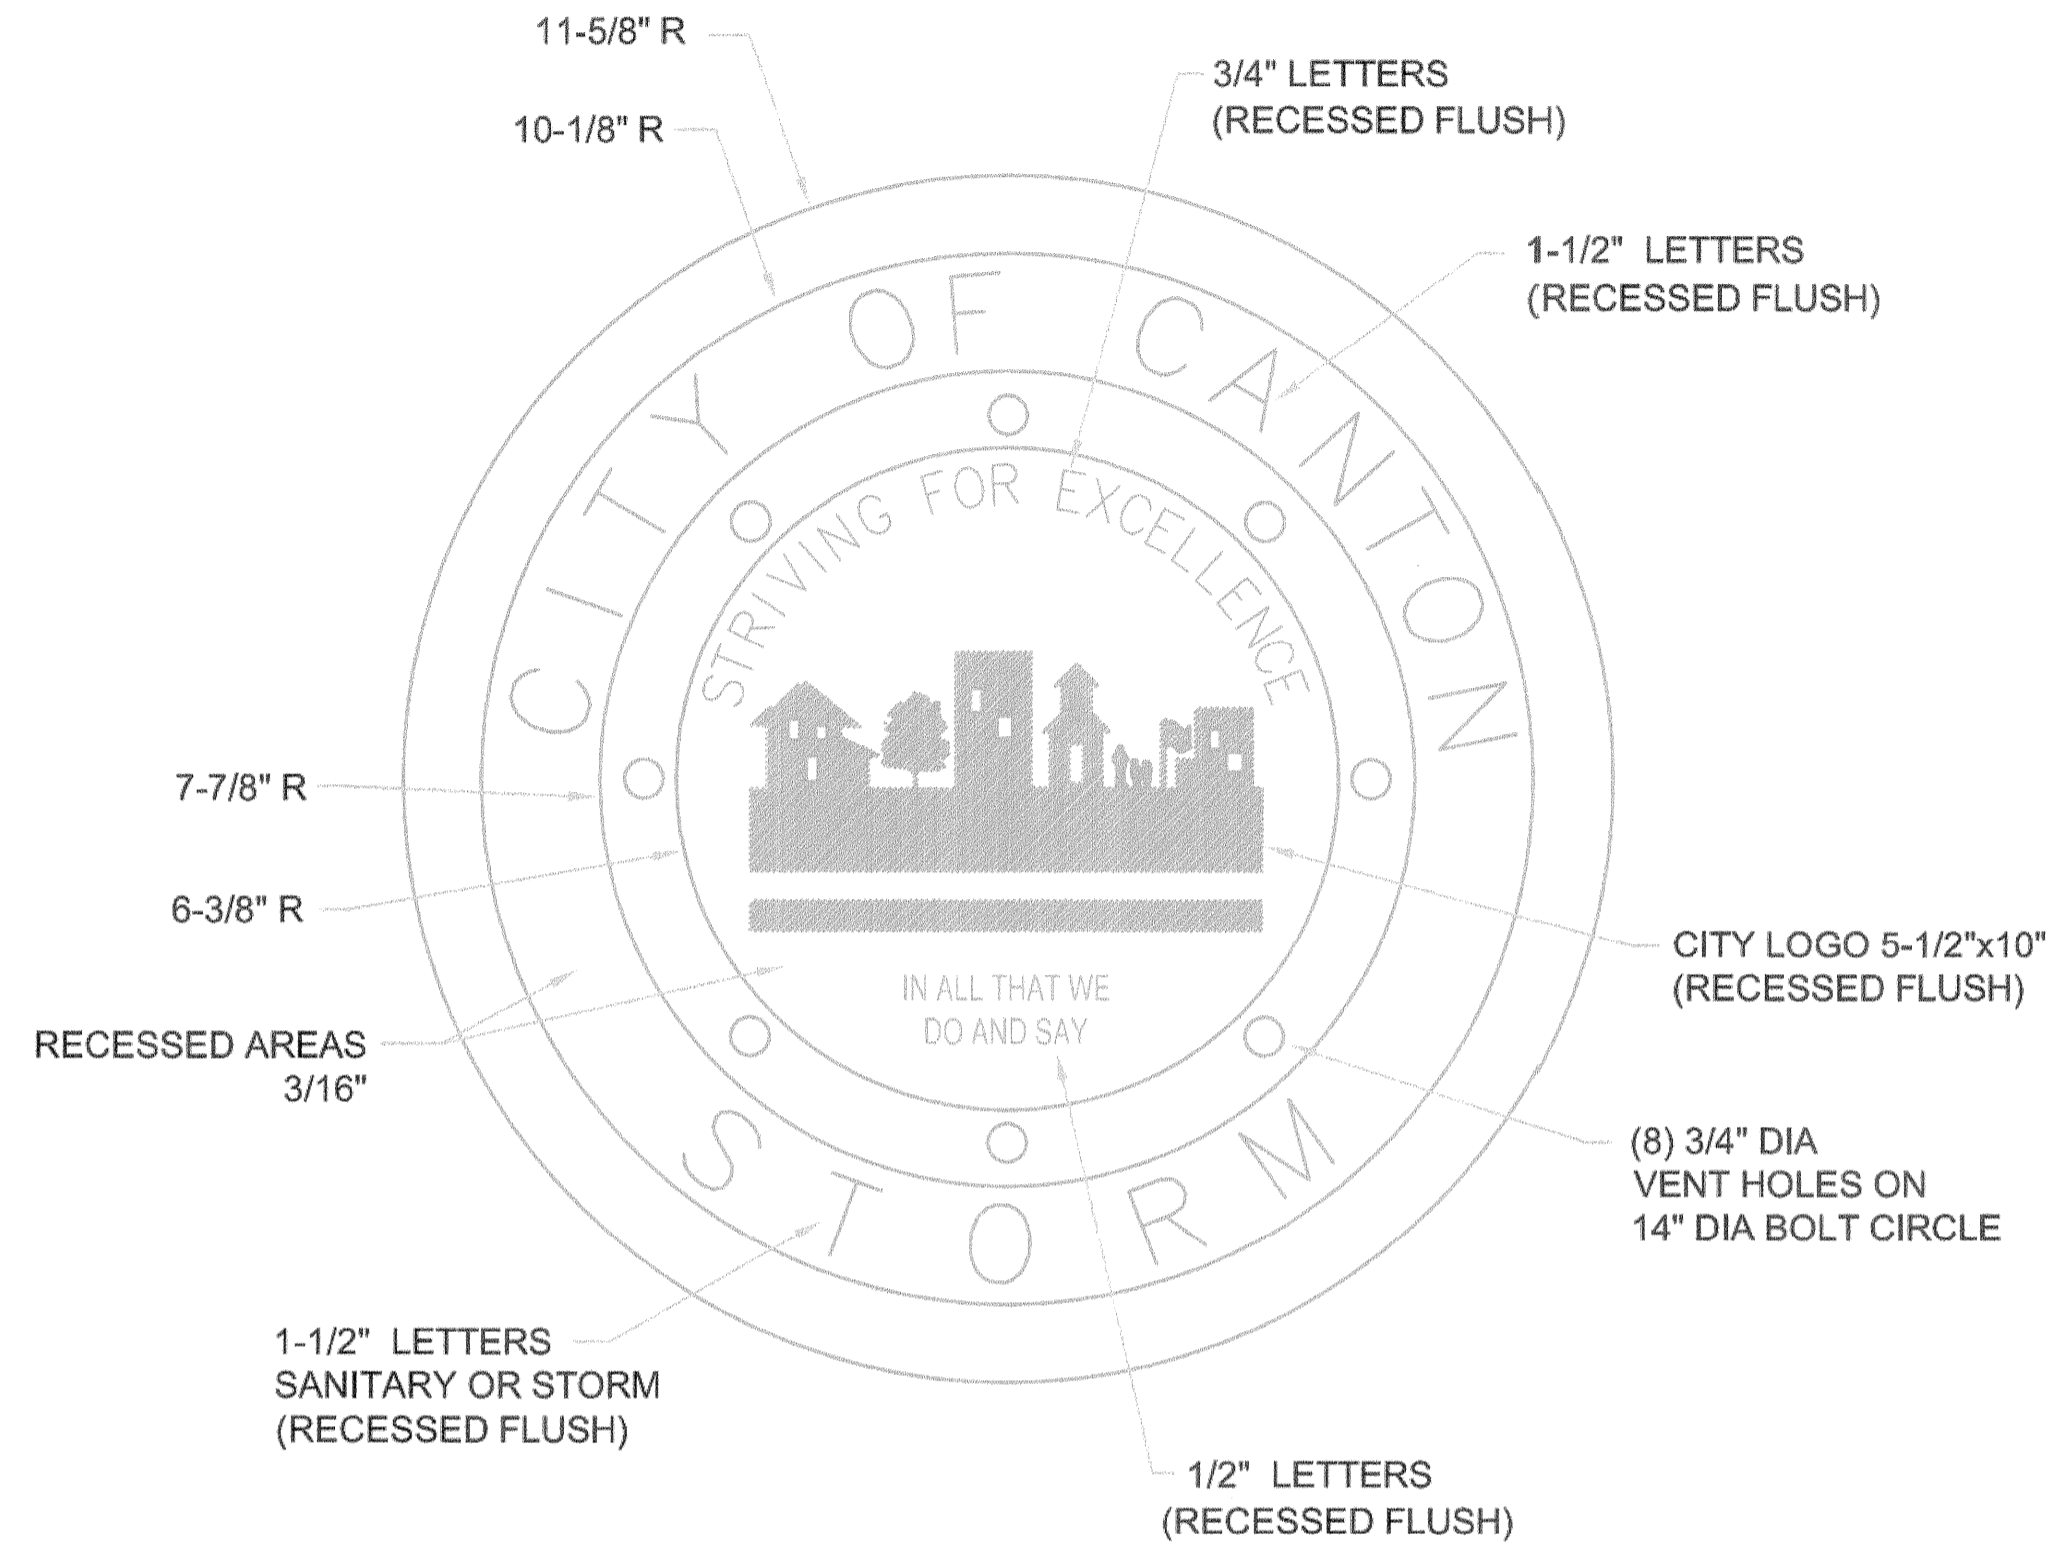 11-5/8" R
10-1/8" R
3/4" LETTERS
(RECESSED FLUSH)
1-1/2" LETTERS
(RECESSED FLUSH)
CITY OF CANTON
STRIVING FOR EXCELLENCE
7-7/8" R
6-3/8" R
CITY LOGO 5-1/2"x10"
(RECESSED FLUSH)
IN ALL THAT WE
DO AND SAY
RECESSED AREAS
3/16"
STORM
(8) 3/4" DIA
VENT HOLES ON
14" DIA BOLT CIRCLE
1-1/2" LETTERS
SANITARY OR STORM
(RECESSED FLUSH)
1/2" LETTERS
(RECESSED FLUSH)